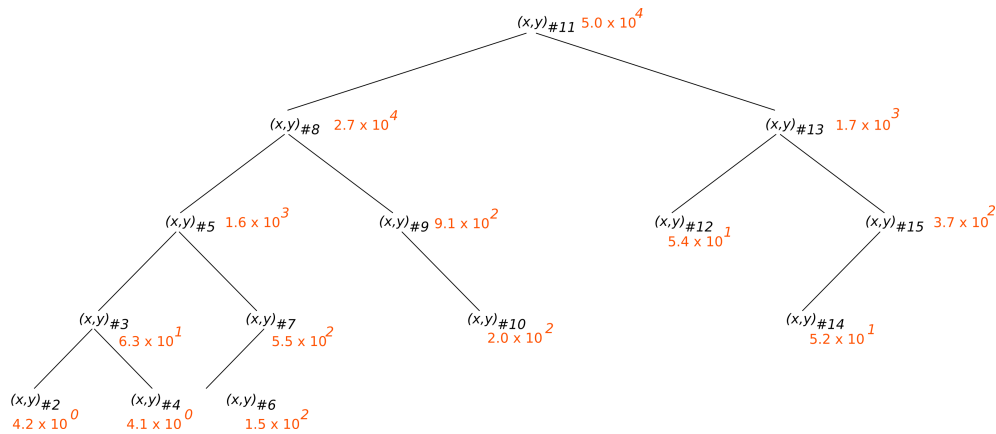 (x,y)#11 5.0 x 10^4
(x,y)#8 2.7 x 10^4
(x,y)#13 1.7 x 10^3
(x,y)#5 1.6 x 10^3
(x,y)#9 9.1 x 10^2
(x,y)#12 5.4 x 10^1
(x,y)#15 3.7 x 10^2
(x,y)#3 6.3 x 10^1
(x,y)#7 5.5 x 10^2
(x,y)#10 2.0 x 10^2
(x,y)#14 5.2 x 10^1
(x,y)#2 4.2 x 10^0
(x,y)#4 4.1 x 10^0
(x,y)#6 1.5 x 10^2